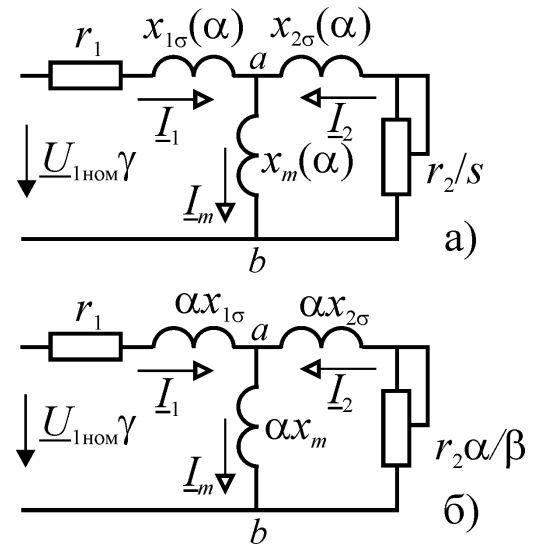 r₁ x₁σ(α) a x₂σ(α)
I₁ I₂
U₁номγ xₘ(α) r₂/s
Iₘ а)
b
r₁ αx₁σ a αx₂σ
I₁ I₂
U₁номγ αxₘ r₂α/β
Iₘ б)
b